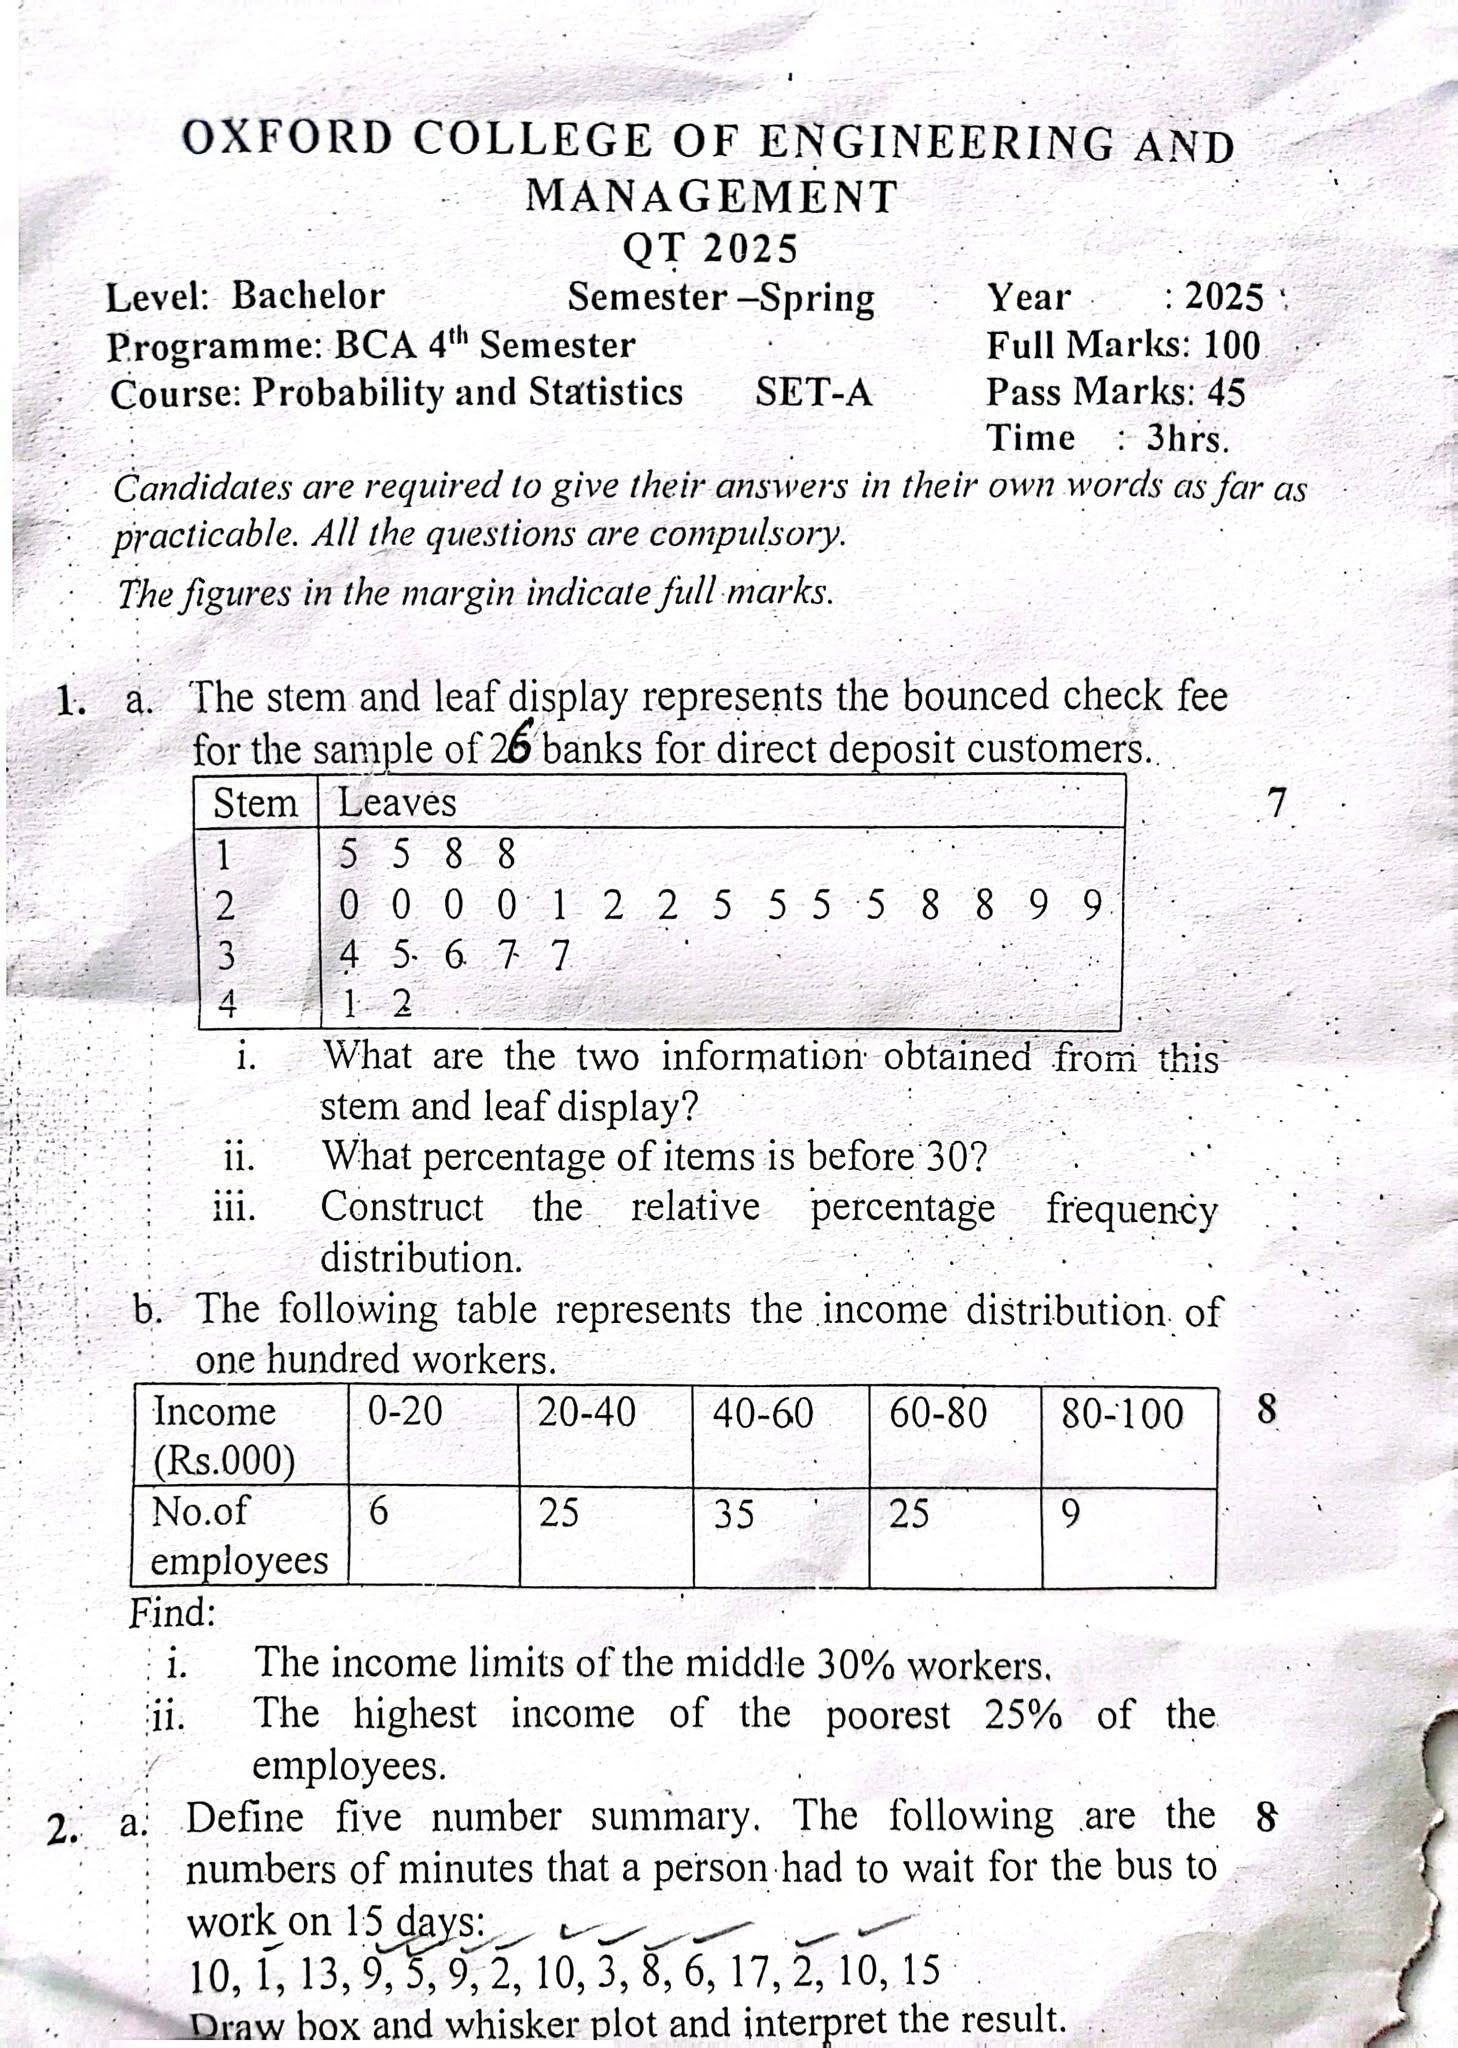 OXFORD COLLEGE OF ENGINEERING AND
MANAGEMENT
QT 2025
Level: Bachelor Semester –Spring Year : 2025
Programme: BCA 4th Semester Full Marks: 100
Course: Probability and Statistics SET-A Pass Marks: 45
Time : 3hrs.
Candidates are required to give their answers in their own words as far as
practicable. All the questions are compulsory.
The figures in the margin indicate full marks.
1. a. The stem and leaf display represents the bounced check fee
for the sample of 26 banks for direct deposit customers.
Stem Leaves 7
1 5 5 8 8
2 0 0 0 0 1 2 2 5 5 5 5 8 8 9 9
3 4 5 6 7 7
4 1 2
i. What are the two information obtained from this
stem and leaf display?
ii. What percentage of items is before 30?
iii. Construct the relative percentage frequency
distribution.
b. The following table represents the income distribution of
one hundred workers.
Income 0-20 20-40 40-60 60-80 80-100 8
(Rs.000)
No.of 6 25 35 25 9
employees
Find:
i. The income limits of the middle 30% workers.
ii. The highest income of the poorest 25% of the
employees.
2. a. Define five number summary. The following are the 8
numbers of minutes that a person had to wait for the bus to
work on 15 days:
10, 1, 13, 9, 5, 9, 2, 10, 3, 8, 6, 17, 2, 10, 15
Draw box and whisker plot and interpret the result.